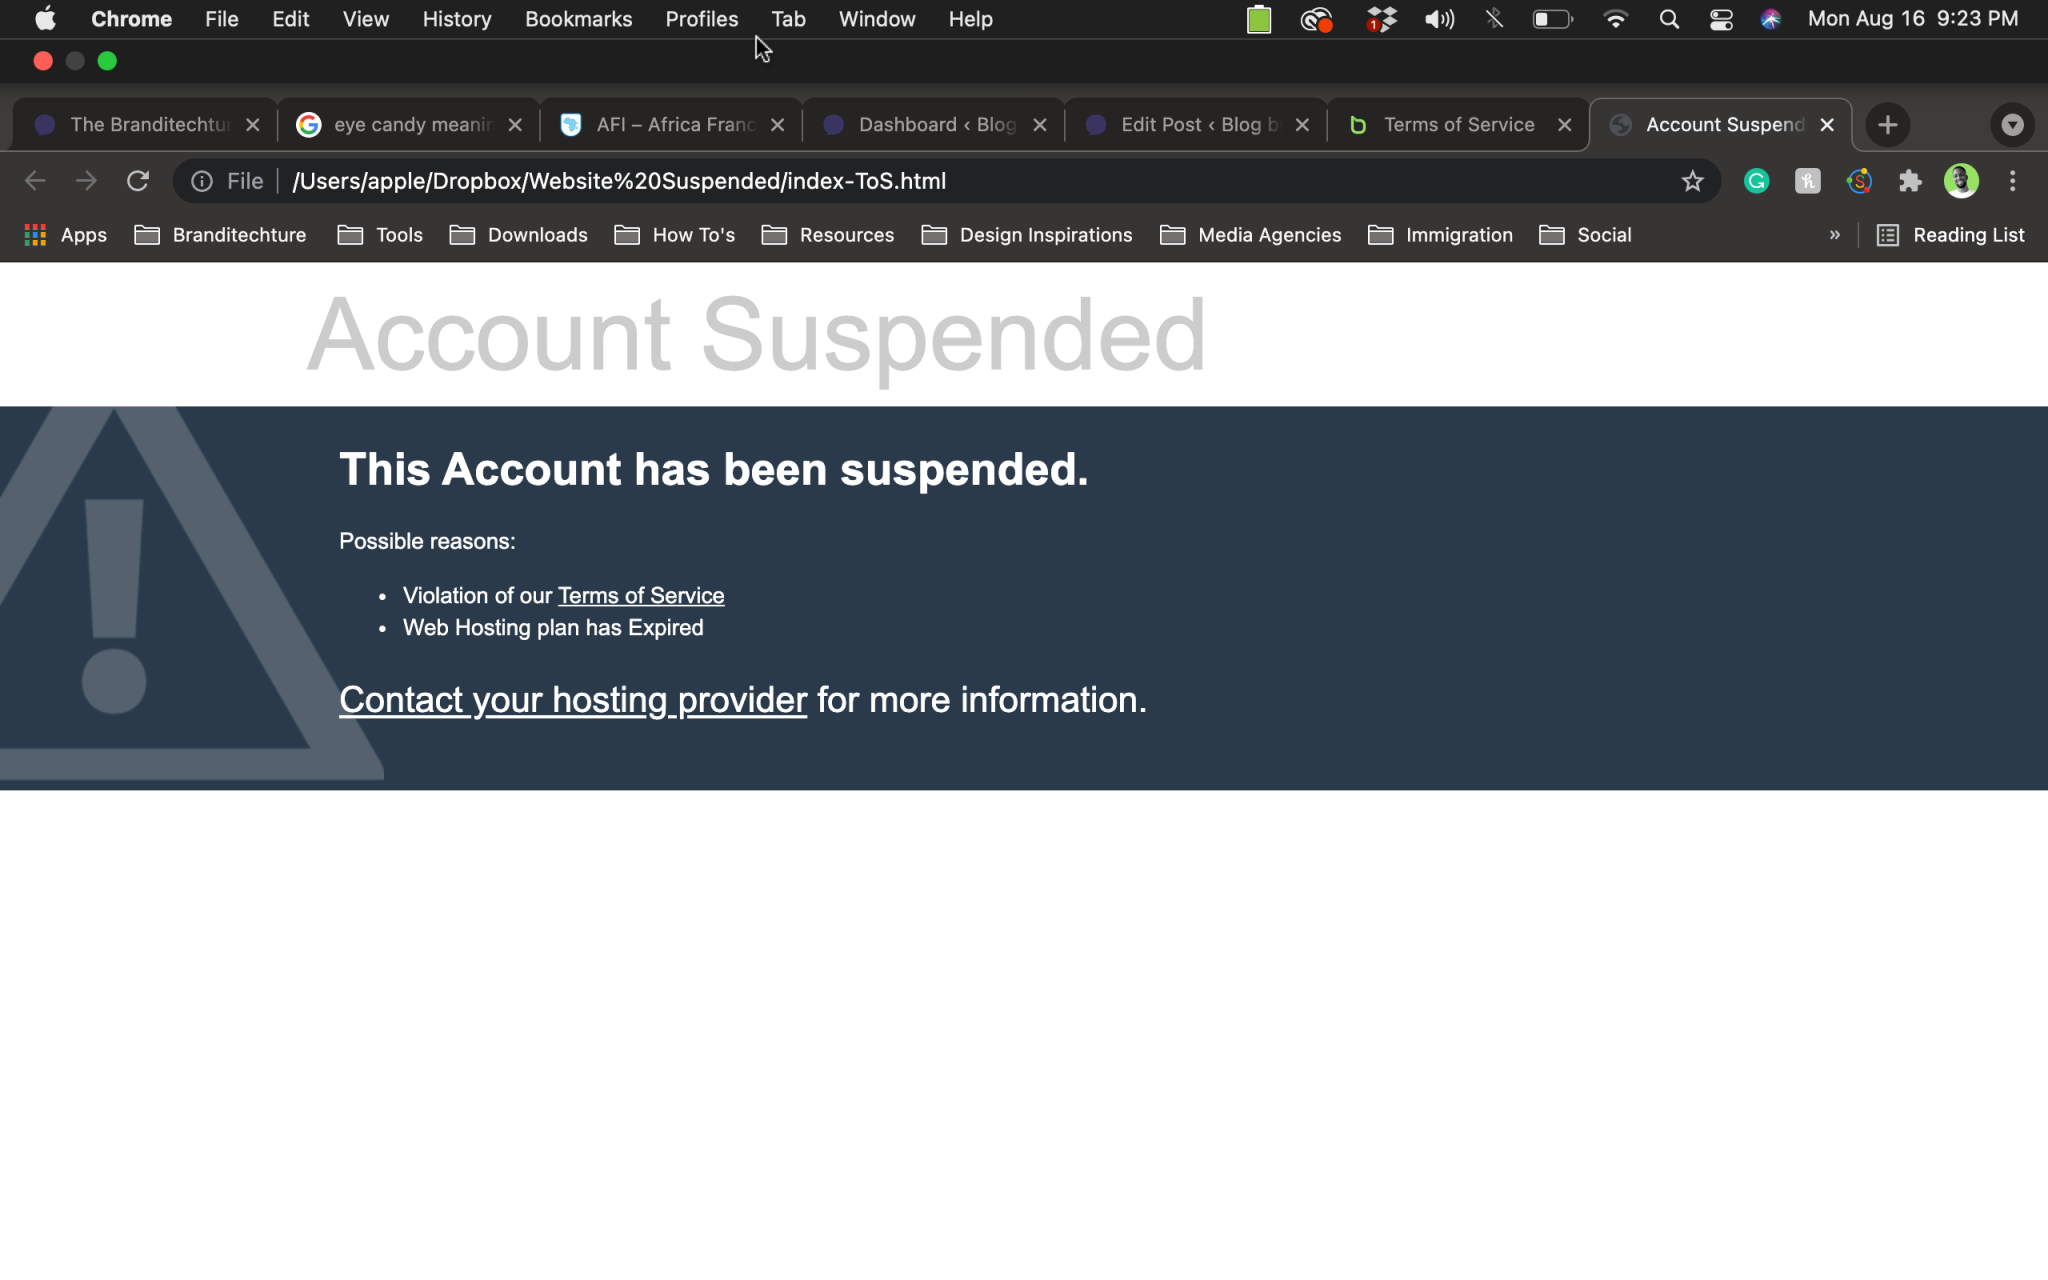 Chrome File Edit View History Bookmarks Profiles Tab Window Help 1 Mon Aug 16 9:23 PM
The Branditechtur eye candy meanin AFI – Africa Franc Dashboard ‹ Blog Edit Post ‹ Blog b Terms of Service Account Suspend
File /Users/apple/Dropbox/Website%20Suspended/index-ToS.html
Apps Branditechture Tools Downloads How To's Resources Design Inspirations Media Agencies Immigration Social » Reading List
Account Suspended
This Account has been suspended.
Possible reasons:
• Violation of our Terms of Service
• Web Hosting plan has Expired
Contact your hosting provider for more information.